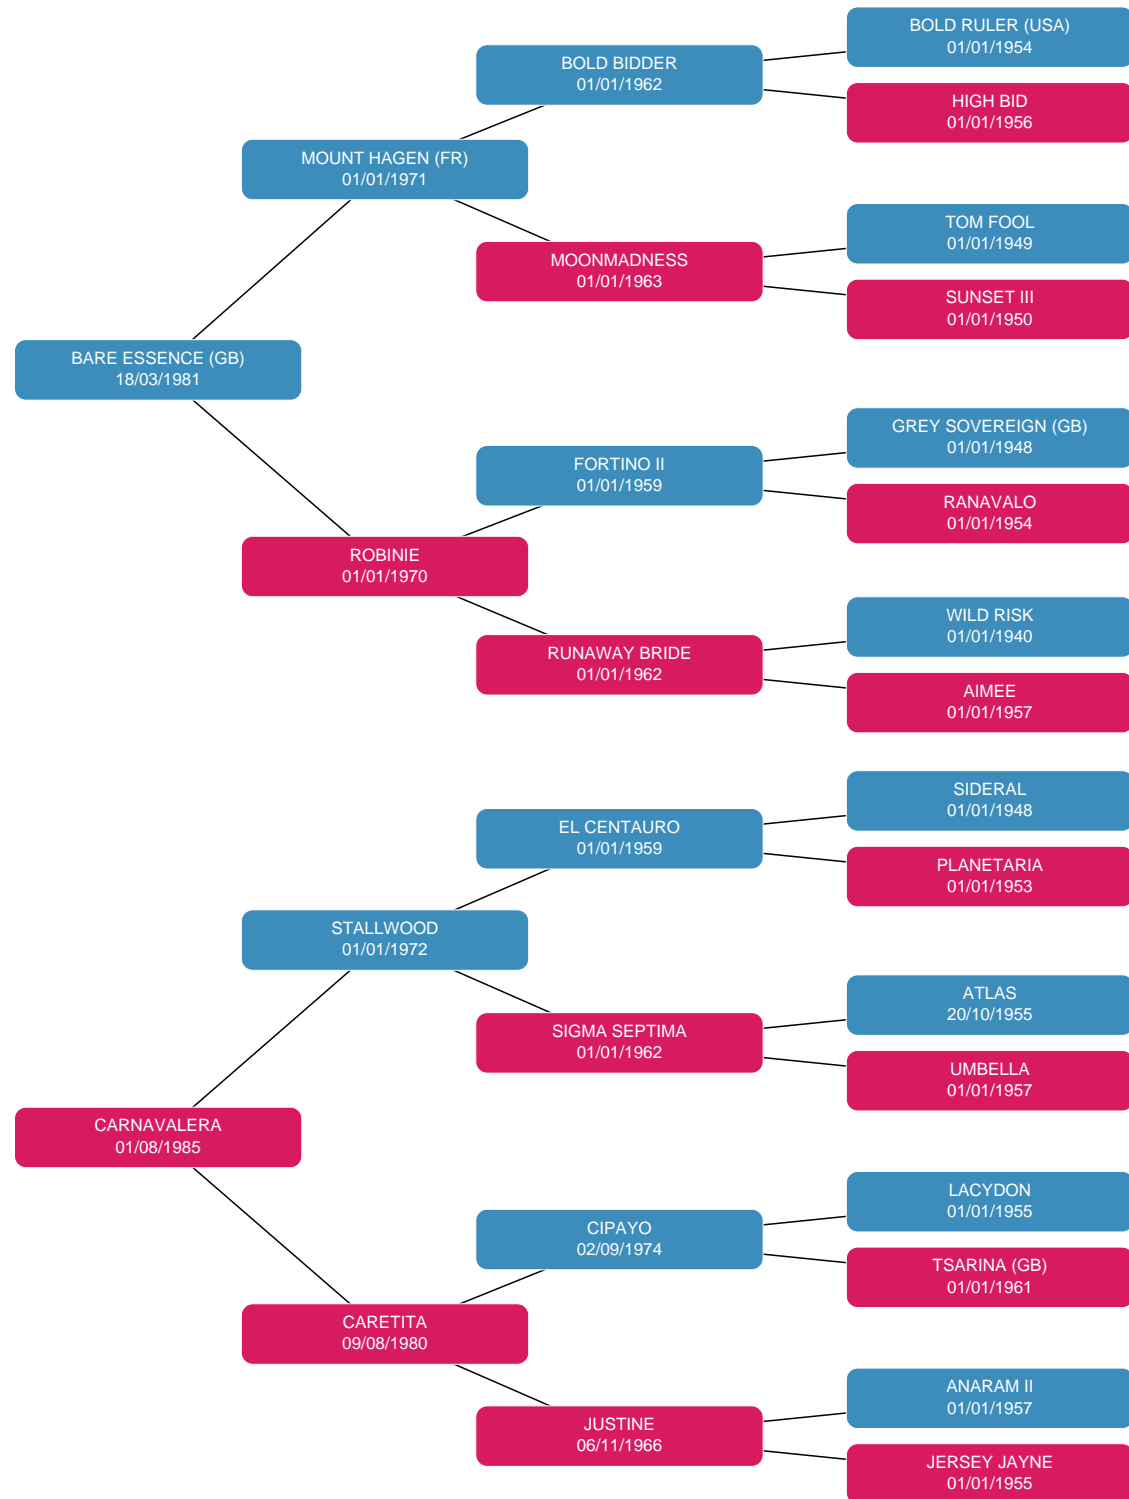 BOLD RULER (USA)
01/01/1954
BOLD BIDDER
01/01/1962
HIGH BID
01/01/1956
MOUNT HAGEN (FR)
01/01/1971
TOM FOOL
01/01/1949
MOONMADNESS
01/01/1963
SUNSET III
01/01/1950
BARE ESSENCE (GB)
18/03/1981
GREY SOVEREIGN (GB)
01/01/1948
FORTINO II
01/01/1959
RANAVALO
01/01/1954
ROBINIE
01/01/1970
WILD RISK
01/01/1940
RUNAWAY BRIDE
01/01/1962
AIMEE
01/01/1957
SIDERAL
01/01/1948
EL CENTAURO
01/01/1959
PLANETARIA
01/01/1953
STALLWOOD
01/01/1972
ATLAS
20/10/1955
SIGMA SEPTIMA
01/01/1962
UMBELLA
01/01/1957
CARNAVALERA
01/08/1985
LACYDON
01/01/1955
CIPAYO
02/09/1974
TSARINA (GB)
01/01/1961
CARETITA
09/08/1980
ANARAM II
01/01/1957
JUSTINE
06/11/1966
JERSEY JAYNE
01/01/1955